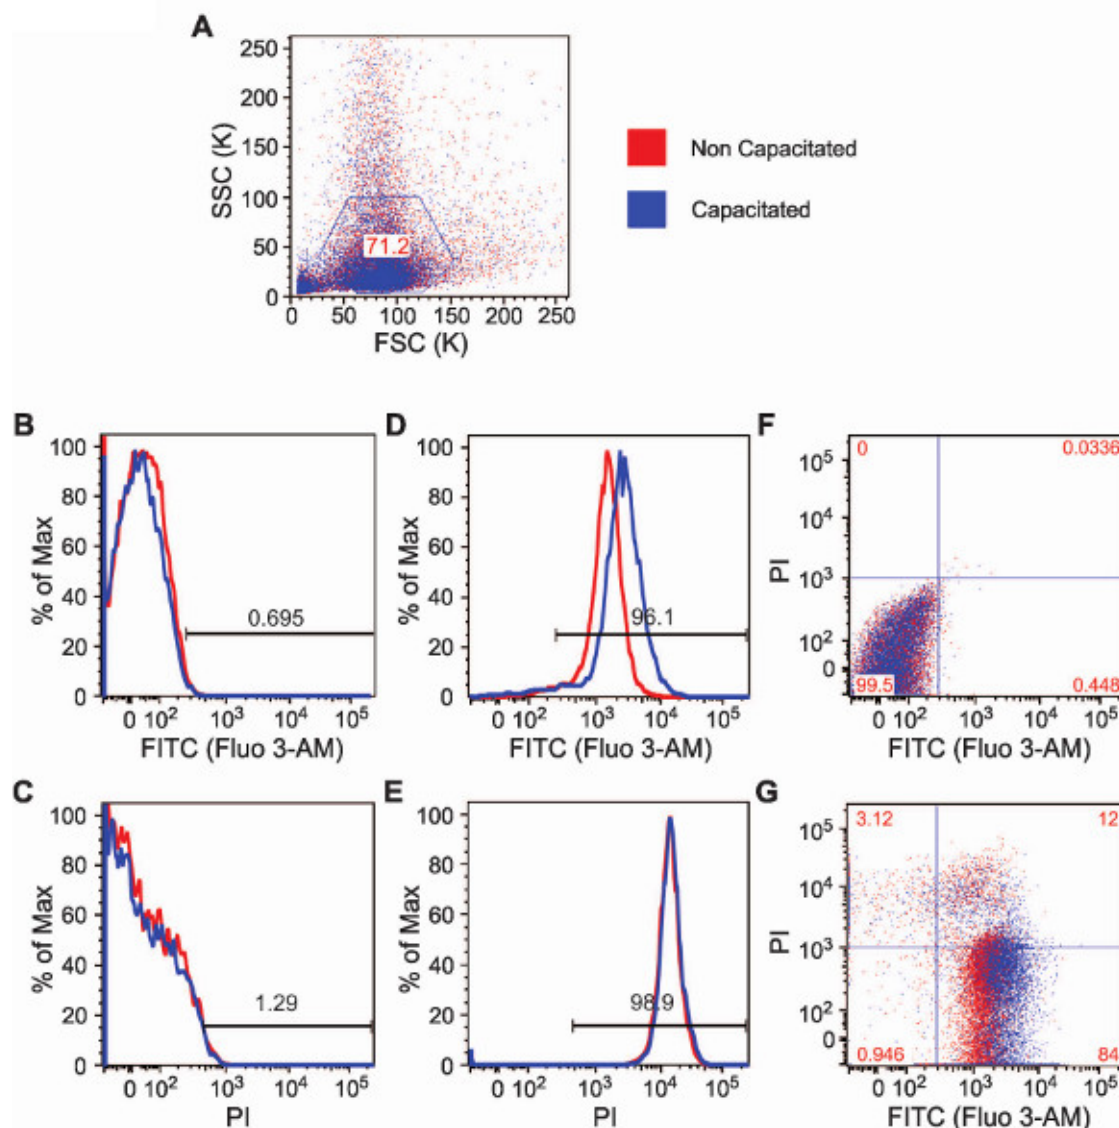 A
250
200
150
100
50
0
SSC (K)
71.2
0 50 100 150 200 250
FSC (K)
Non Capacitated
Capacitated
B
100
80
60
40
20
0
% of Max
0.695
0 10² 10³ 10⁴ 10⁵
FITC (Fluo 3-AM)
D
100
80
60
40
20
0
% of Max
96.1
0 10² 10³ 10⁴ 10⁵
FITC (Fluo 3-AM)
F
0 0.0336
10⁵
10⁴
10³
10²
0
PI
99.5 0.448
0 10² 10³ 10⁴ 10⁵
FITC (Fluo 3-AM)
C
100
80
60
40
20
0
% of Max
1.29
0 10² 10³ 10⁴ 10⁵
PI
E
100
80
60
40
20
0
% of Max
98.9
0 10² 10³ 10⁴ 10⁵
PI
G
3.12 12
10⁵
10⁴
10³
10²
0
PI
0.946 84
0 10² 10³ 10⁴ 10⁵
FITC (Fluo 3-AM)